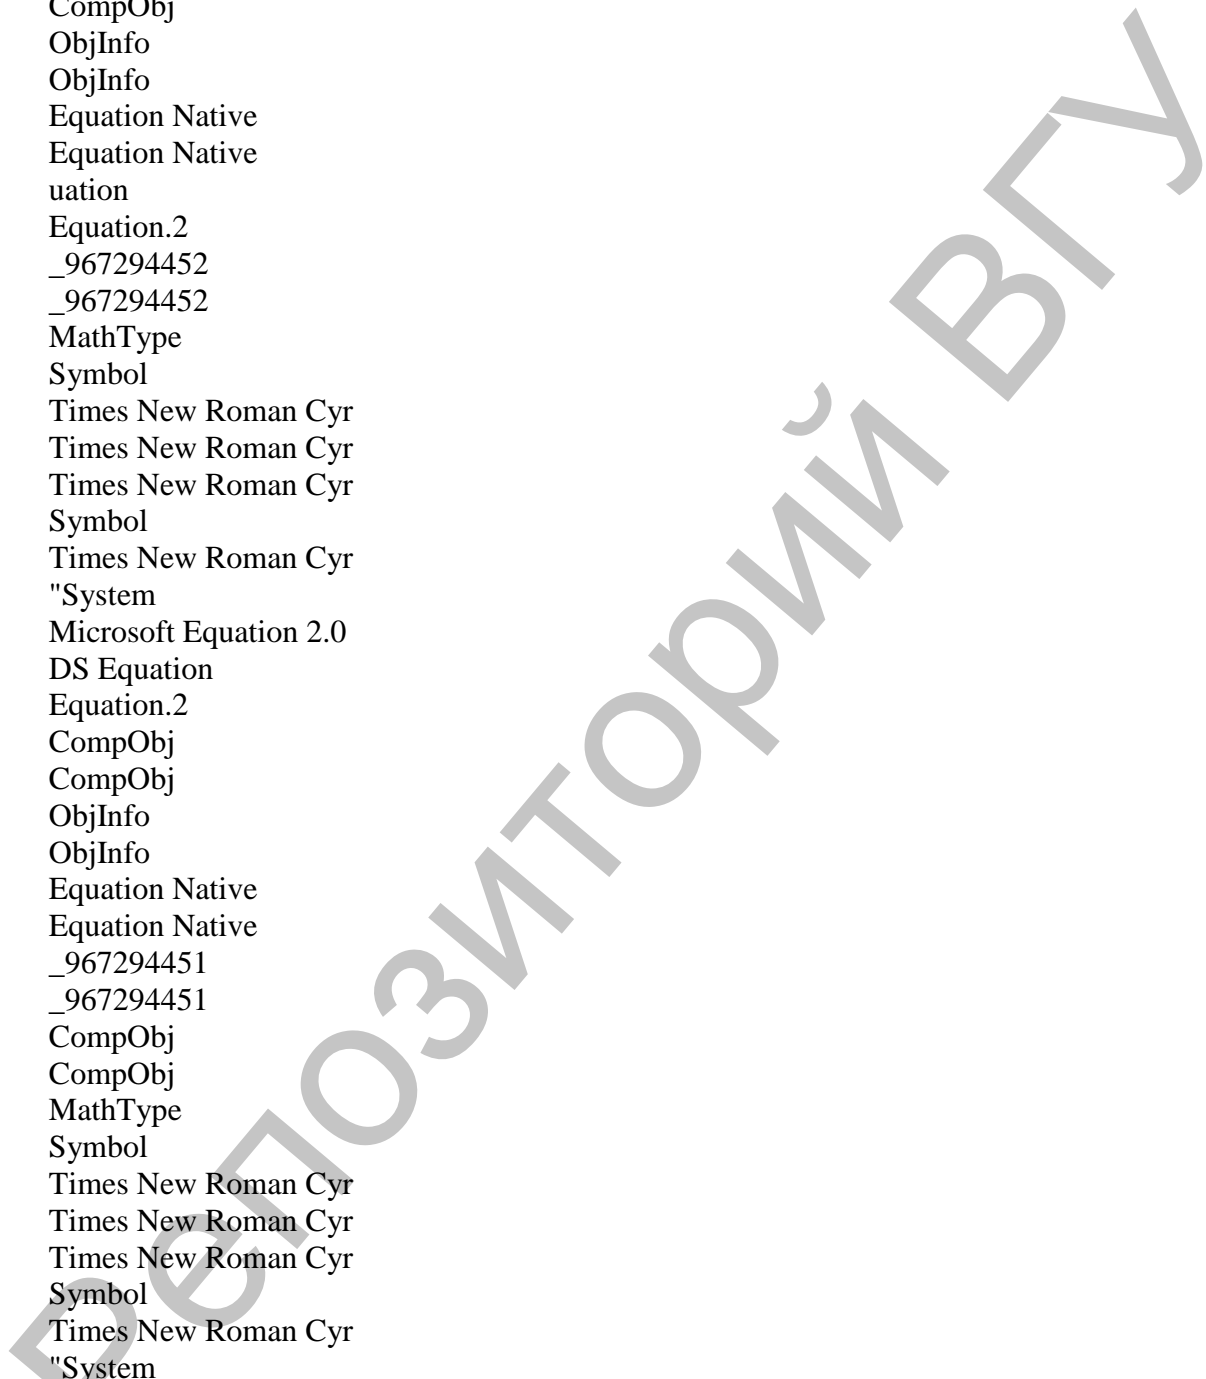 CompObj
ObjInfo
ObjInfo
Equation Native
Equation Native
uation
Equation.2
_967294452
_967294452
MathType
Symbol
Times New Roman Cyr
Times New Roman Cyr
Times New Roman Cyr
Symbol
Times New Roman Cyr
"System
Microsoft Equation 2.0
DS Equation
Equation.2
CompObj
CompObj
ObjInfo
ObjInfo
Equation Native
Equation Native
_967294451
_967294451
CompObj
CompObj
MathType
Symbol
Times New Roman Cyr
Times New Roman Cyr
Times New Roman Cyr
Symbol
Times New Roman Cyr
"System
Репозиторий ВГУ